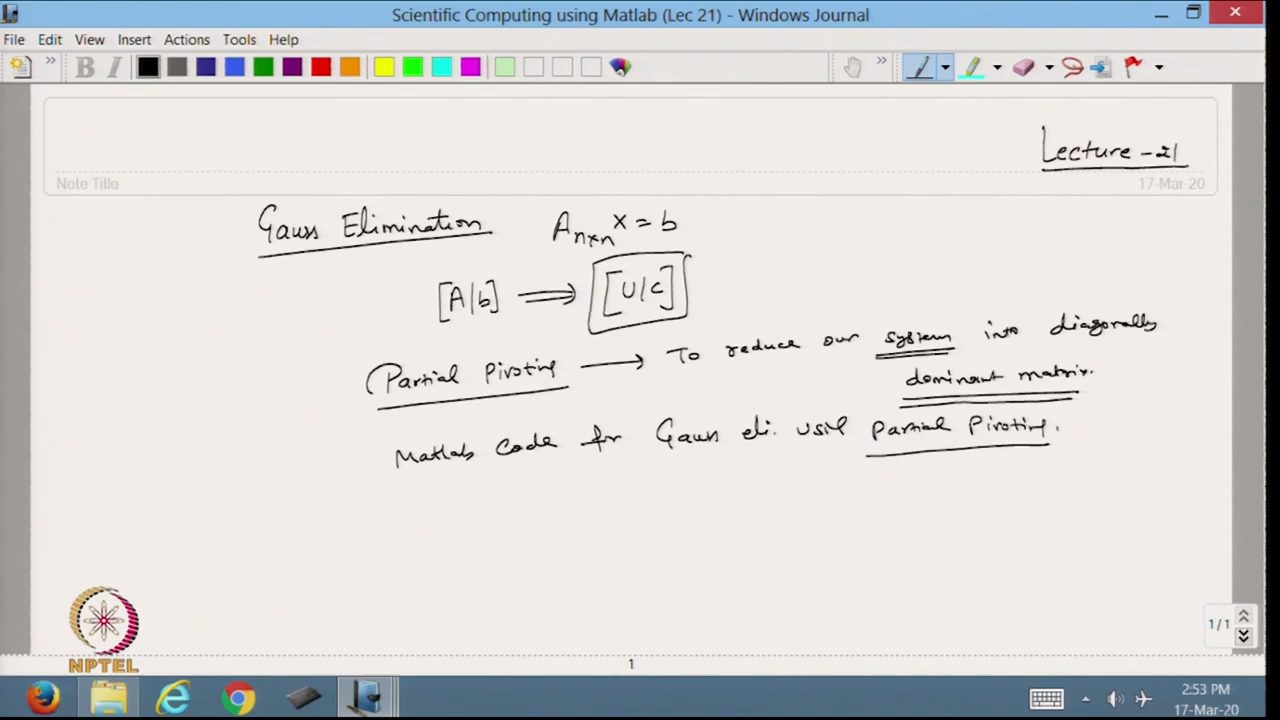 Scientific Computing using Matlab (Lec 21) - Windows Journal
File Edit View Insert Actions Tools Help
B I
Lecture - 21
Note Title
17-Mar-20
Gauss Elimination A n×n x = b
[A|b] ⟹ [U|c]
Partial Pivoting → To reduce our system into diagonally
dominant matrix.
Matlab code for Gauss eli. using Partial Pivoting.
1/1
NPTEL
1
2:53 PM
17-Mar-20